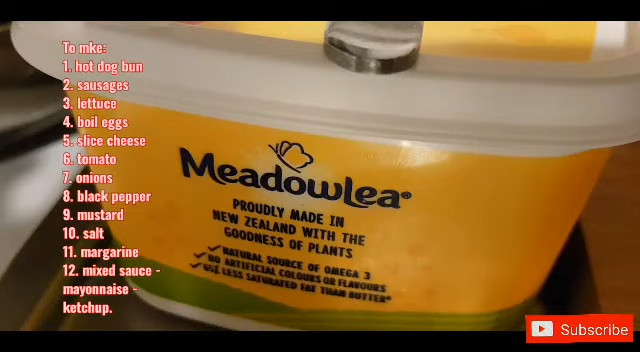 To mke:
1. hot dog bun
2. sausages
3. lettuce
4. boil eggs
5. slice cheese
6. tomato
7. onions
8. black pepper
9. mustard
10. salt
11. margarine
12. mixed sauce -
mayonnaise -
ketchup.
MeadowLea®
PROUDLY MADE IN
NEW ZEALAND WITH THE
GOODNESS OF PLANTS
NATURAL SOURCE OF OMEGA 3
NO ARTIFICIAL COLOURS OR FLAVOURS
65% LESS SATURATED FAT THAN BUTTER*
Subscribe